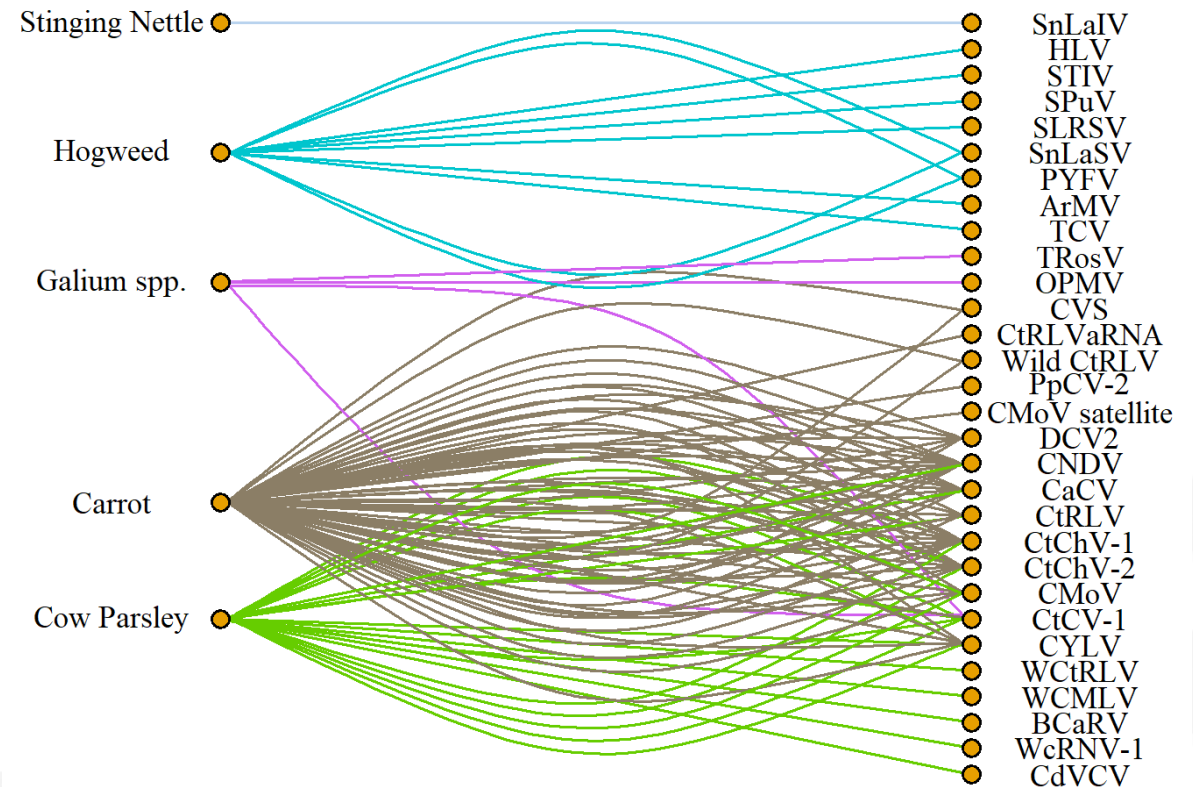 Stinging Nettle
Hogweed
Galium spp.
Carrot
Cow Parsley
SnLaIV
HLV
STIV
SPuV
SLRSV
SnLaSV
PYFV
ArMV
TCV
TRosV
OPMV
CVS
CtRLVaRNA
Wild CtRLV
PpCV-2
CMoV satellite
DCV2
CNDV
CaCV
CtRLV
CtChV-1
CtChV-2
CMoV
CtCV-1
CYLV
WCtRLV
WCMLV
BCaRV
WcRNV-1
CdVCV